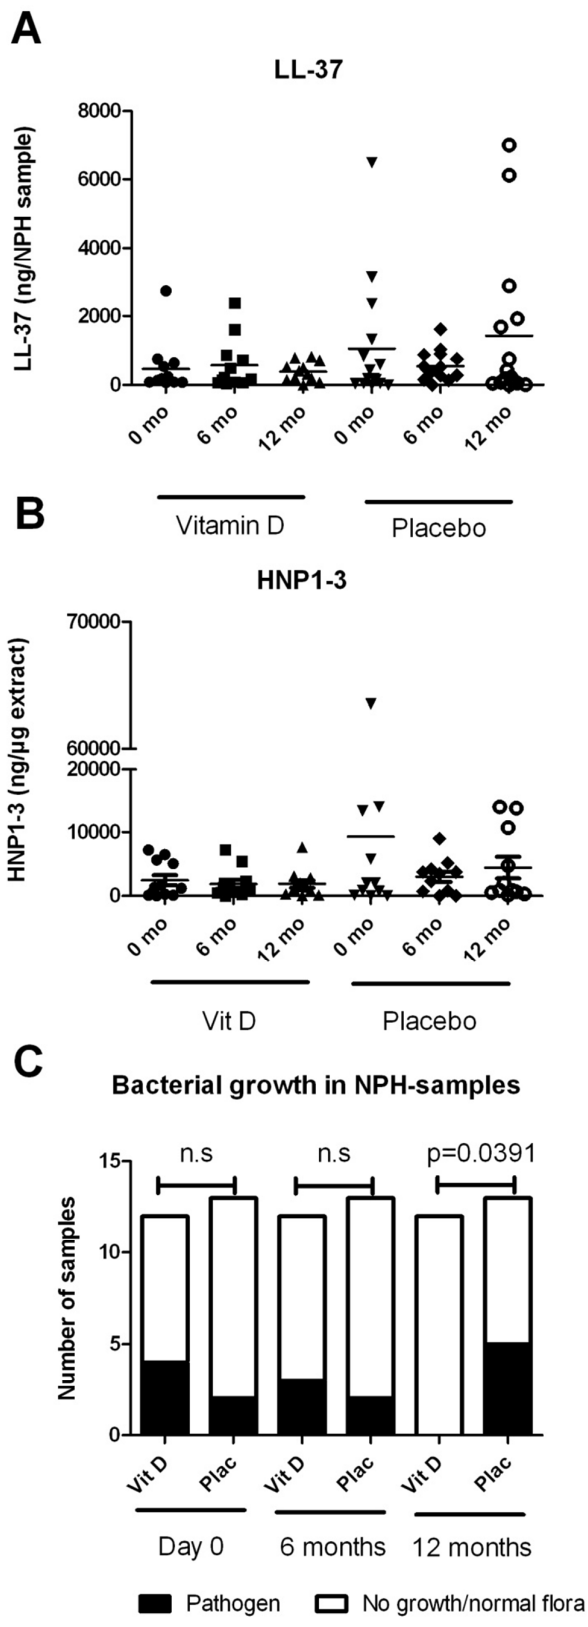 A
LL-37
LL-37 (ng/NPH sample)
8000
6000
4000
2000
0
0 mo 6 mo 12 mo 0 mo 6 mo 12 mo
Vitamin D Placebo
B
HNP1-3
HNP1-3 (ng/µg extract)
70000
60000
20000
10000
0
0 mo 6 mo 12 mo 0 mo 6 mo 12 mo
Vit D Placebo
C
Bacterial growth in NPH-samples
n.s n.s p=0.0391
Number of samples
15
10
5
0
Vit D Plac Vit D Plac Vit D Plac
Day 0 6 months 12 months
Pathogen No growth/normal flora